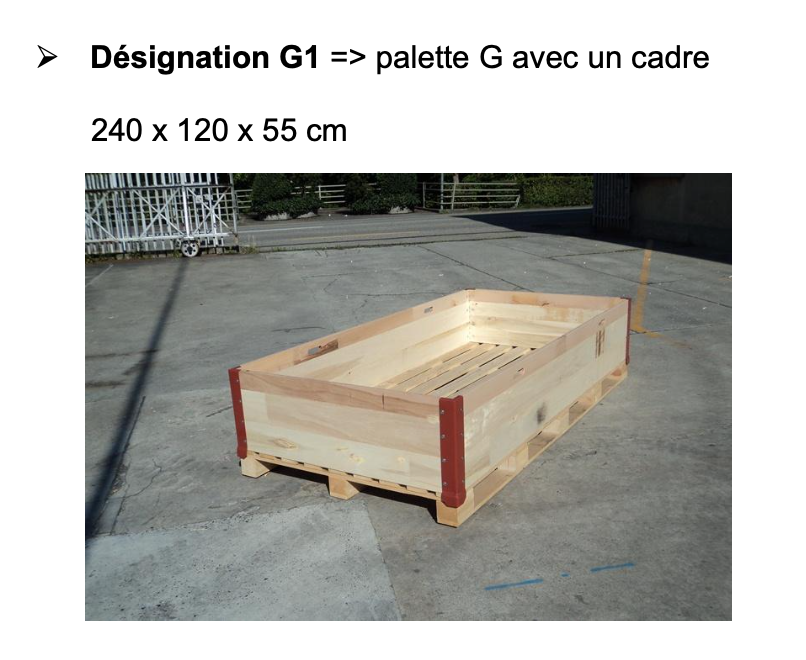 ➢ Désignation G1 => palette G avec un cadre
240 x 120 x 55 cm